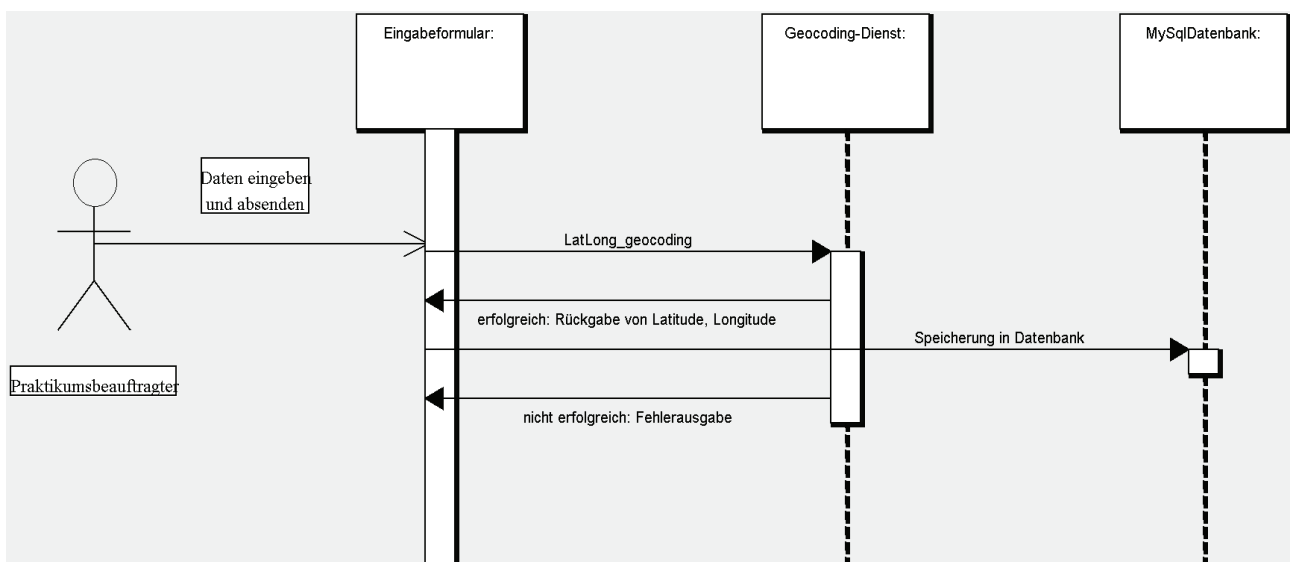 Eingabeformular:
Geocoding-Dienst:
MySqlDatenbank:
Daten eingeben
und absenden
LatLong_geocoding
erfolgreich: Rückgabe von Latitude, Longitude
Speicherung in Datenbank
Praktikumsbeauftragter
nicht erfolgreich: Fehlerausgabe